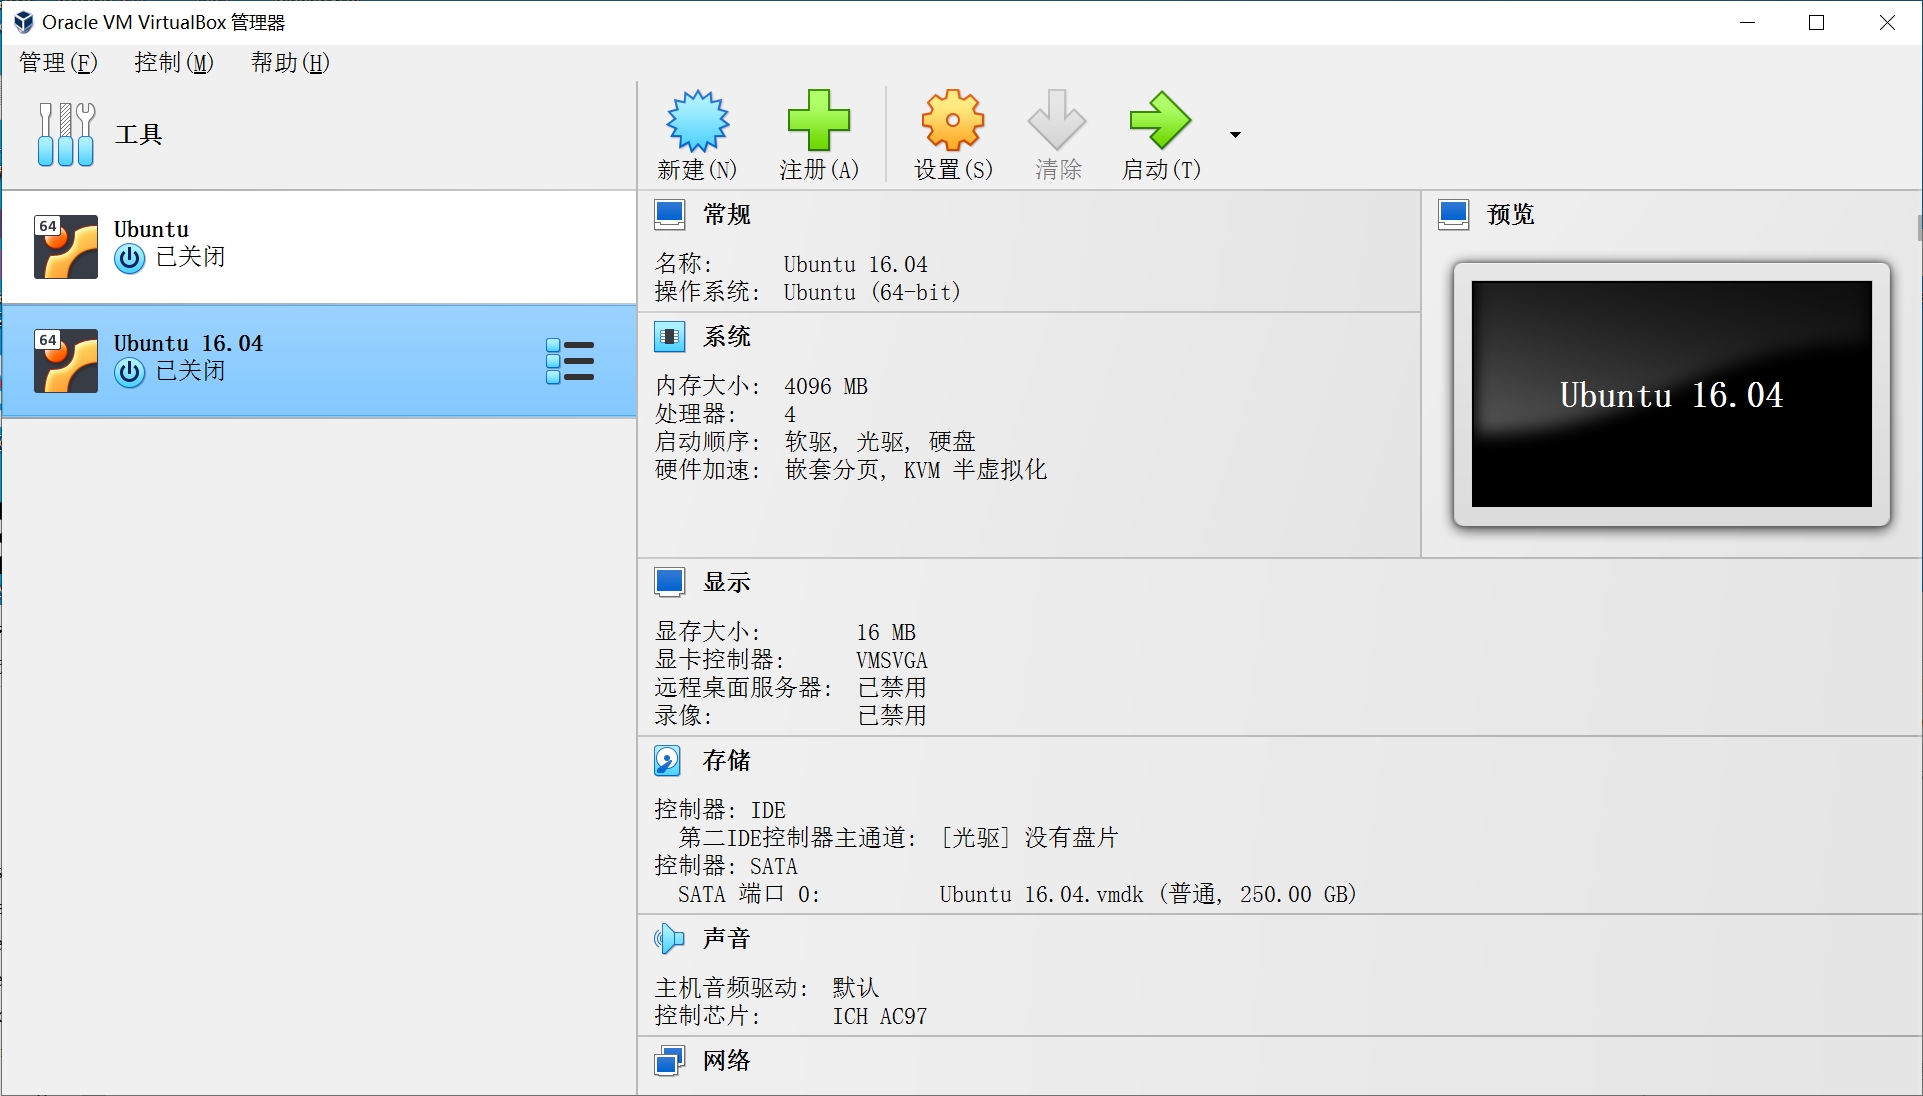 Oracle VM VirtualBox 管理器
管理(F) 控制(M) 帮助(H)
工具
新建(N) 注册(A) 设置(S) 清除 启动(T)
64
Ubuntu
已关闭
64
Ubuntu 16.04
已关闭
常规
名称: Ubuntu 16.04
操作系统: Ubuntu (64-bit)
系统
内存大小: 4096 MB
处理器: 4
启动顺序: 软驱, 光驱, 硬盘
硬件加速: 嵌套分页, KVM 半虚拟化
预览
Ubuntu 16.04
显示
显存大小: 16 MB
显卡控制器: VMSVGA
远程桌面服务器: 已禁用
录像: 已禁用
存储
控制器: IDE
第二IDE控制器主通道: [光驱] 没有盘片
控制器: SATA
SATA 端口 0: Ubuntu 16.04.vmdk (普通, 250.00 GB)
声音
主机音频驱动: 默认
控制芯片: ICH AC97
网络